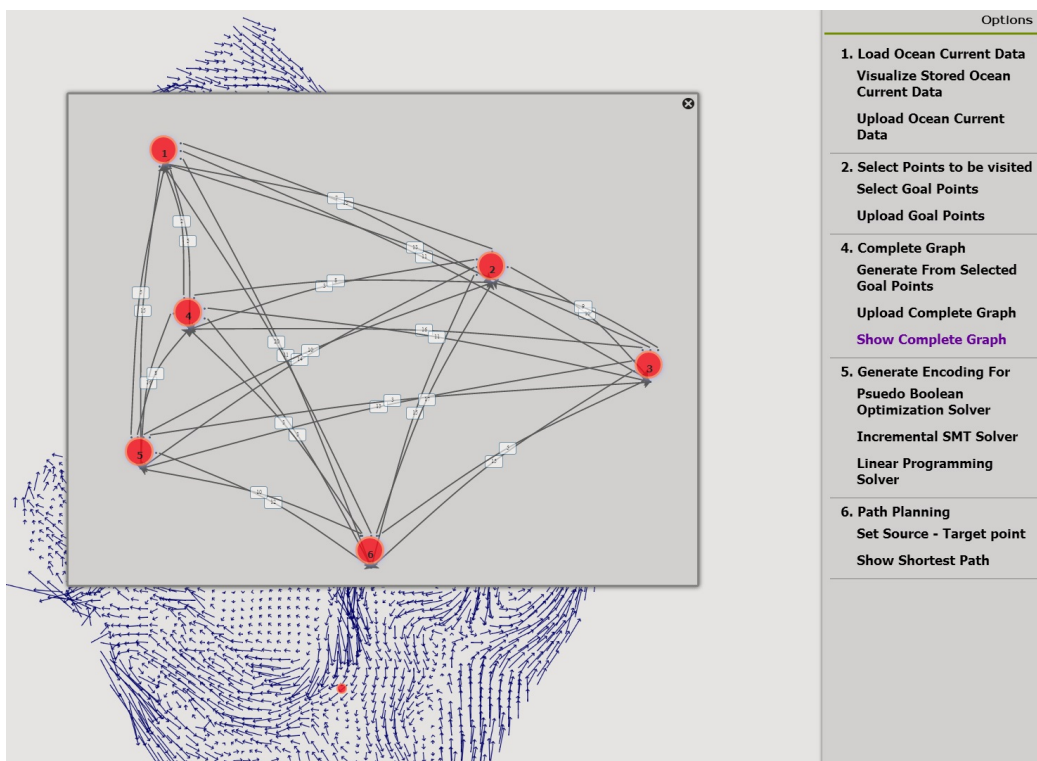 Options
1. Load Ocean Current Data
Visualize Stored Ocean
Current Data
Upload Ocean Current
Data
2. Select Points to be visited
Select Goal Points
Upload Goal Points
4. Complete Graph
Generate From Selected
Goal Points
Upload Complete Graph
Show Complete Graph
5. Generate Encoding For
Psuedo Boolean
Optimization Solver
Incremental SMT Solver
Linear Programming
Solver
6. Path Planning
Set Source - Target point
Show Shortest Path
1
2
3
4
5
6